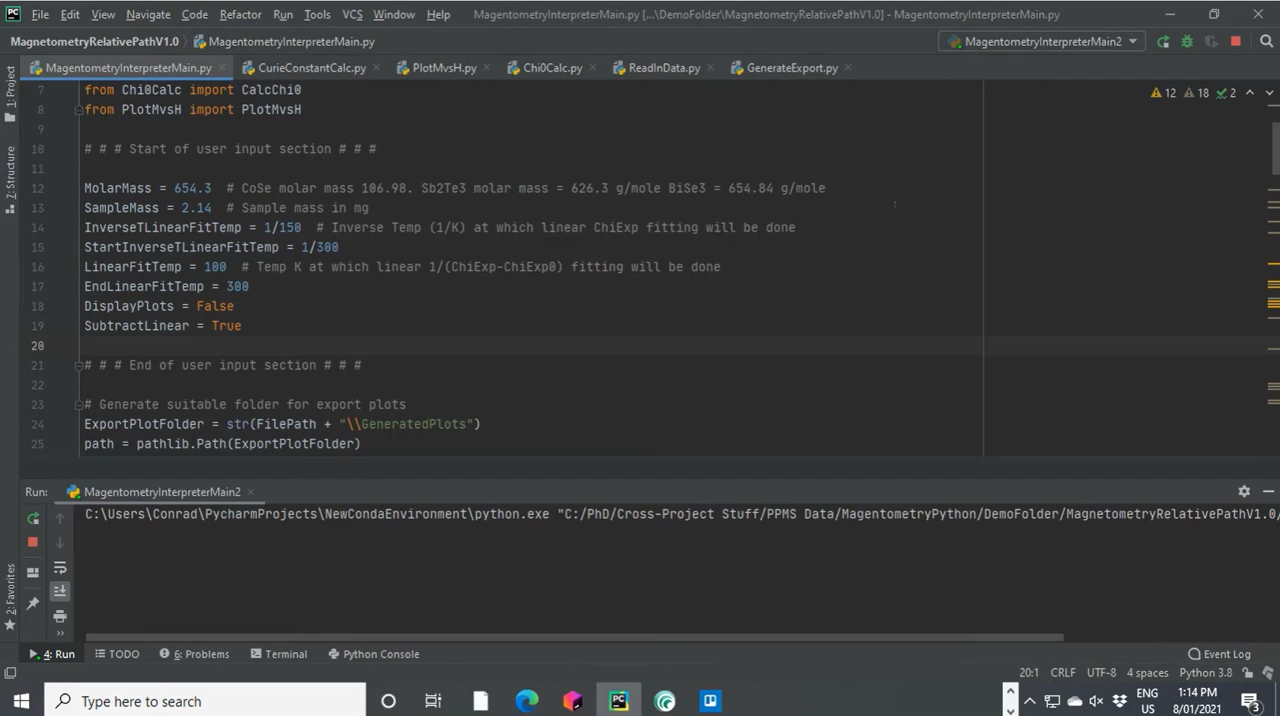 File Edit View Navigate Code Refactor Run Tools VCS Window Help MagentometryInterpreterMain.py [...\DemoFolder\MagnetometryRelativePathV1.0] - MagentometryInterpreterMain.py
MagnetometryRelativePathV1.0 MagentometryInterpreterMain.py MagentometryInterpreterMain2
MagentometryInterpreterMain.py CurieConstantCalc.py PlotMvsH.py Chi0Calc.py ReadInData.py GenerateExport.py
1: Project
7: Structure
2: Favorites
12 18 2
7 from Chi0Calc import CalcChi0
8 from PlotMvsH import PlotMvsH
9
10 # # # Start of user input section # # #
11
12 MolarMass = 654.3 # CoSe molar mass 106.98. Sb2Te3 molar mass = 626.3 g/mole BiSe3 = 654.84 g/mole
13 SampleMass = 2.14 # Sample mass in mg
14 InverseTLinearFitTemp = 1/150 # Inverse Temp (1/K) at which linear ChiExp fitting will be done
15 StartInverseTLinearFitTemp = 1/300
16 LinearFitTemp = 100 # Temp K at which linear 1/(ChiExp-ChiExp0) fitting will be done
17 EndLinearFitTemp = 300
18 DisplayPlots = False
19 SubtractLinear = True
20
21 # # # End of user input section # # #
22
23 # Generate suitable folder for export plots
24 ExportPlotFolder = str(FilePath + "\\GeneratedPlots")
25 path = pathlib.Path(ExportPlotFolder)
Run: MagentometryInterpreterMain2
C:\Users\Conrad\PycharmProjects\NewCondaEnvironment\python.exe "C:/PhD/Cross-Project Stuff/PPMS Data/MagentometryPython/DemoFolder/MagnetometryRelativePathV1.0/
4: Run TODO 6: Problems Terminal Python Console Event Log
20:1 CRLF UTF-8 4 spaces Python 3.8
Type here to search
ENG
US
1:14 PM
8/01/2021
3